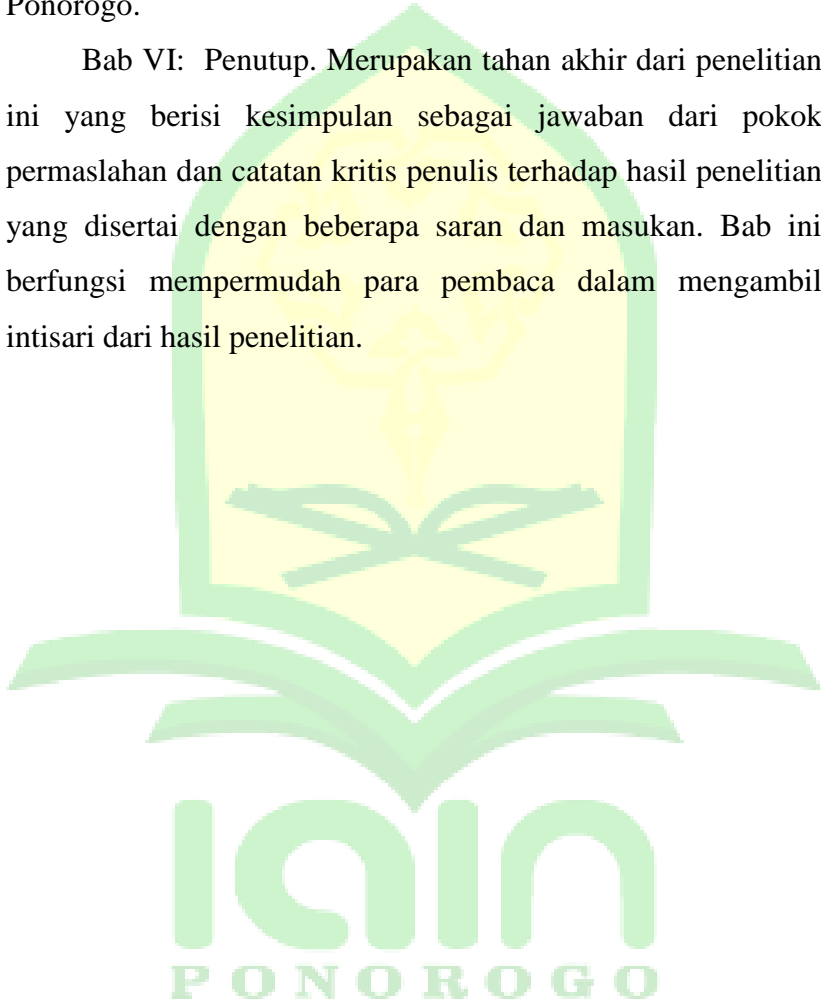 Ponorogo.
Bab VI: Penutup. Merupakan tahan akhir dari penelitian
ini yang berisi kesimpulan sebagai jawaban dari pokok
permaslahan dan catatan kritis penulis terhadap hasil penelitian
yang disertai dengan beberapa saran dan masukan. Bab ini
berfungsi mempermudah para pembaca dalam mengambil
intisari dari hasil penelitian.
iain
PONOROGO